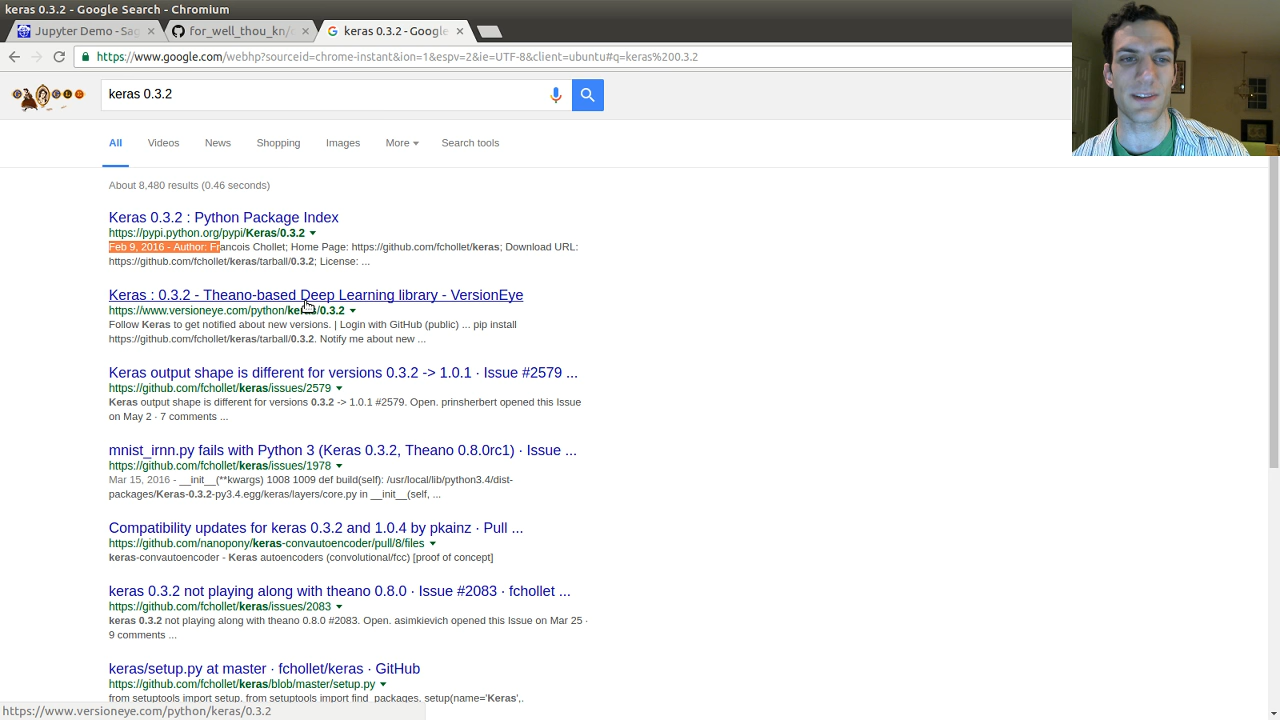 keras 0.3.2 - Google Search - Chromium
Jupyter Demo - Sag
for_well_thou_kn/d
keras 0.3.2 - Google
https://www.google.com/webhp?sourceid=chrome-instant&ion=1&espv=2&ie=UTF-8&client=ubuntu#q=keras%200.3.2
keras 0.3.2
All Videos News Shopping Images More Search tools
About 8,480 results (0.46 seconds)
Keras 0.3.2 : Python Package Index
https://pypi.python.org/pypi/Keras/0.3.2
Feb 9, 2016 - Author: Francois Chollet; Home Page: https://github.com/fchollet/keras; Download URL:
https://github.com/fchollet/keras/tarball/0.3.2; License: ...
Keras : 0.3.2 - Theano-based Deep Learning library - VersionEye
https://www.versioneye.com/python/keras/0.3.2
Follow Keras to get notified about new versions. | Login with GitHub (public) ... pip install
https://github.com/fchollet/keras/tarball/0.3.2. Notify me about new ...
Keras output shape is different for versions 0.3.2 -> 1.0.1 · Issue #2579 ...
https://github.com/fchollet/keras/issues/2579
Keras output shape is different for versions 0.3.2 -> 1.0.1 #2579. Open. prinsherbert opened this Issue
on May 2 · 7 comments ...
mnist_irnn.py fails with Python 3 (Keras 0.3.2, Theano 0.8.0rc1) · Issue ...
https://github.com/fchollet/keras/issues/1978
Mar 15, 2016 - __init__(**kwargs) 1008 1009 def build(self): /usr/local/lib/python3.4/dist-
packages/Keras-0.3.2-py3.4.egg/keras/layers/core.py in __init__(self, ...
Compatibility updates for keras 0.3.2 and 1.0.4 by pkainz · Pull ...
https://github.com/nanopony/keras-convautoencoder/pull/8/files
keras-convautoencoder - Keras autoencoders (convolutional/fcc) [proof of concept]
keras 0.3.2 not playing along with theano 0.8.0 · Issue #2083 · fchollet ...
https://github.com/fchollet/keras/issues/2083
keras 0.3.2 not playing along with theano 0.8.0 #2083. Open. asimkievich opened this Issue on Mar 25 ·
9 comments ...
keras/setup.py at master · fchollet/keras · GitHub
https://github.com/fchollet/keras/blob/master/setup.py
from setuptools import setup. from setuptools import find_packages. setup(name='Keras',.
https://www.versioneye.com/python/keras/0.3.2